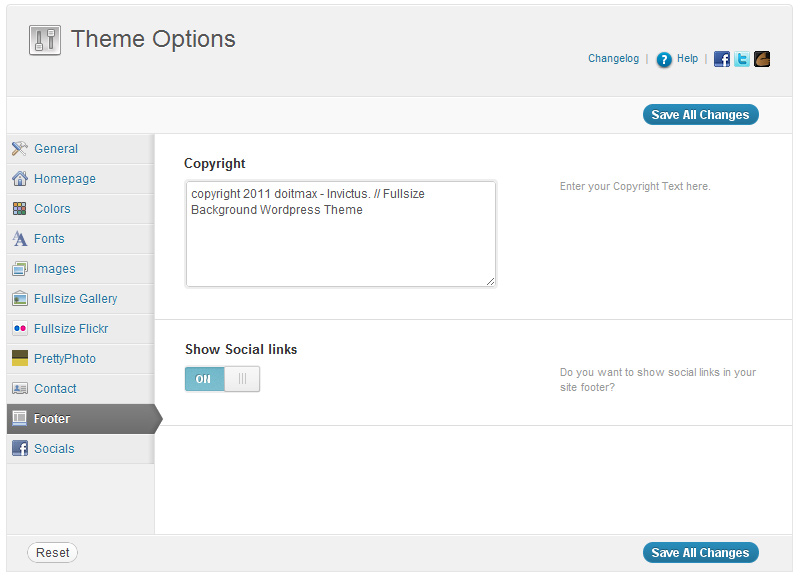 Theme Options
Changelog | ? Help |
Save All Changes
General
Homepage
Colors
Fonts
Images
Fullsize Gallery
Fullsize Flickr
PrettyPhoto
Contact
Footer
Socials
Copyright
copyright 2011 doitmax - Invictus. // Fullsize
Background Wordpress Theme
Enter your Copyright Text here.
Show Social links
ON
Do you want to show social links in your
site footer?
Reset
Save All Changes